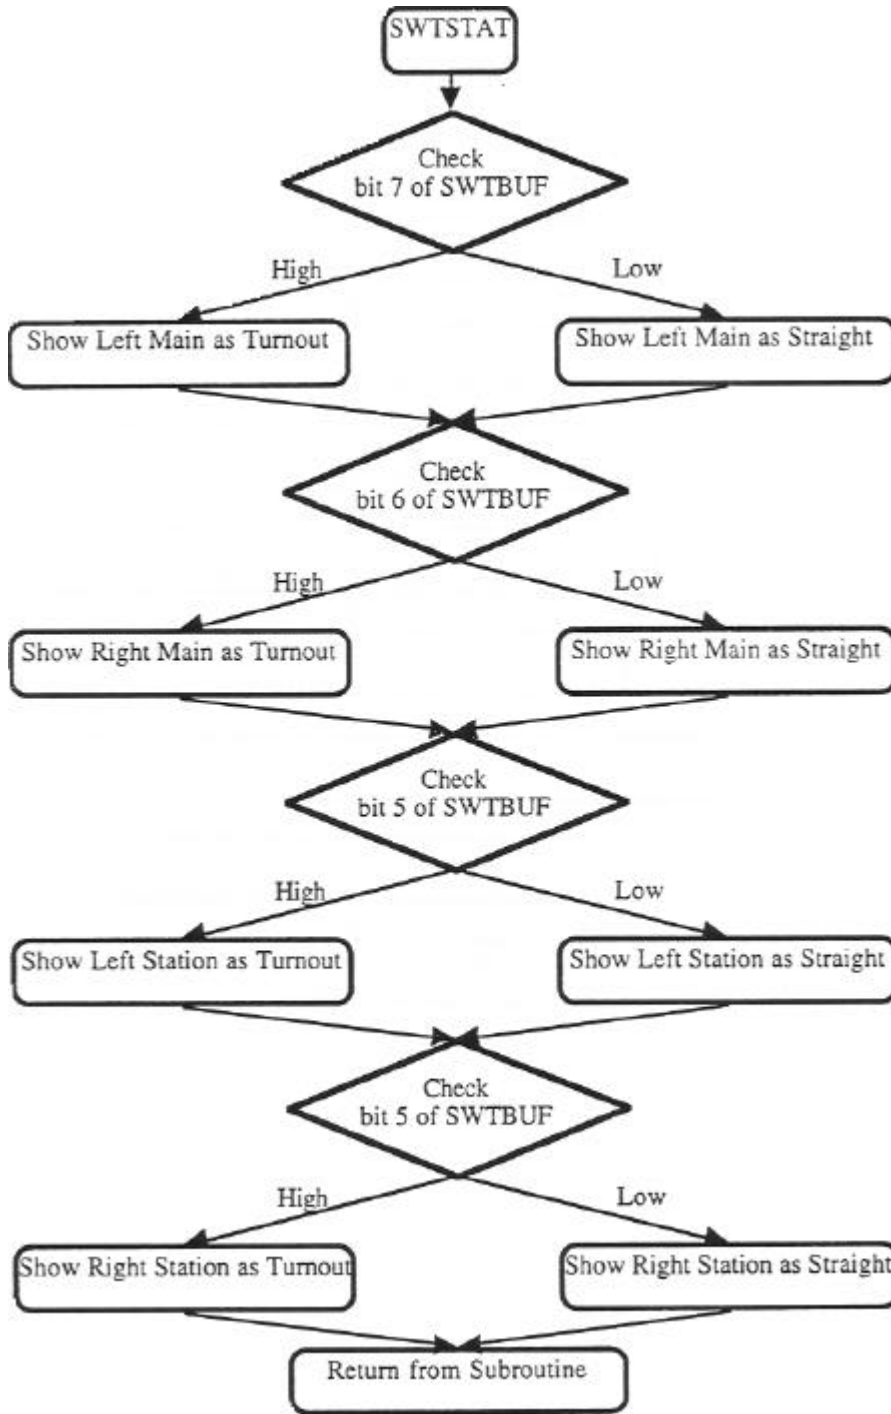 SWTSTAT
Check
bit 7 of SWTBUF
High
Low
Show Left Main as Turnout
Show Left Main as Straight
Check
bit 6 of SWTBUF
High
Low
Show Right Main as Turnout
Show Right Main as Straight
Check
bit 5 of SWTBUF
High
Low
Show Left Station as Turnout
Show Left Station as Straight
Check
bit 5 of SWTBUF
High
Low
Show Right Station as Turnout
Show Right Station as Straight
Return from Subroutine